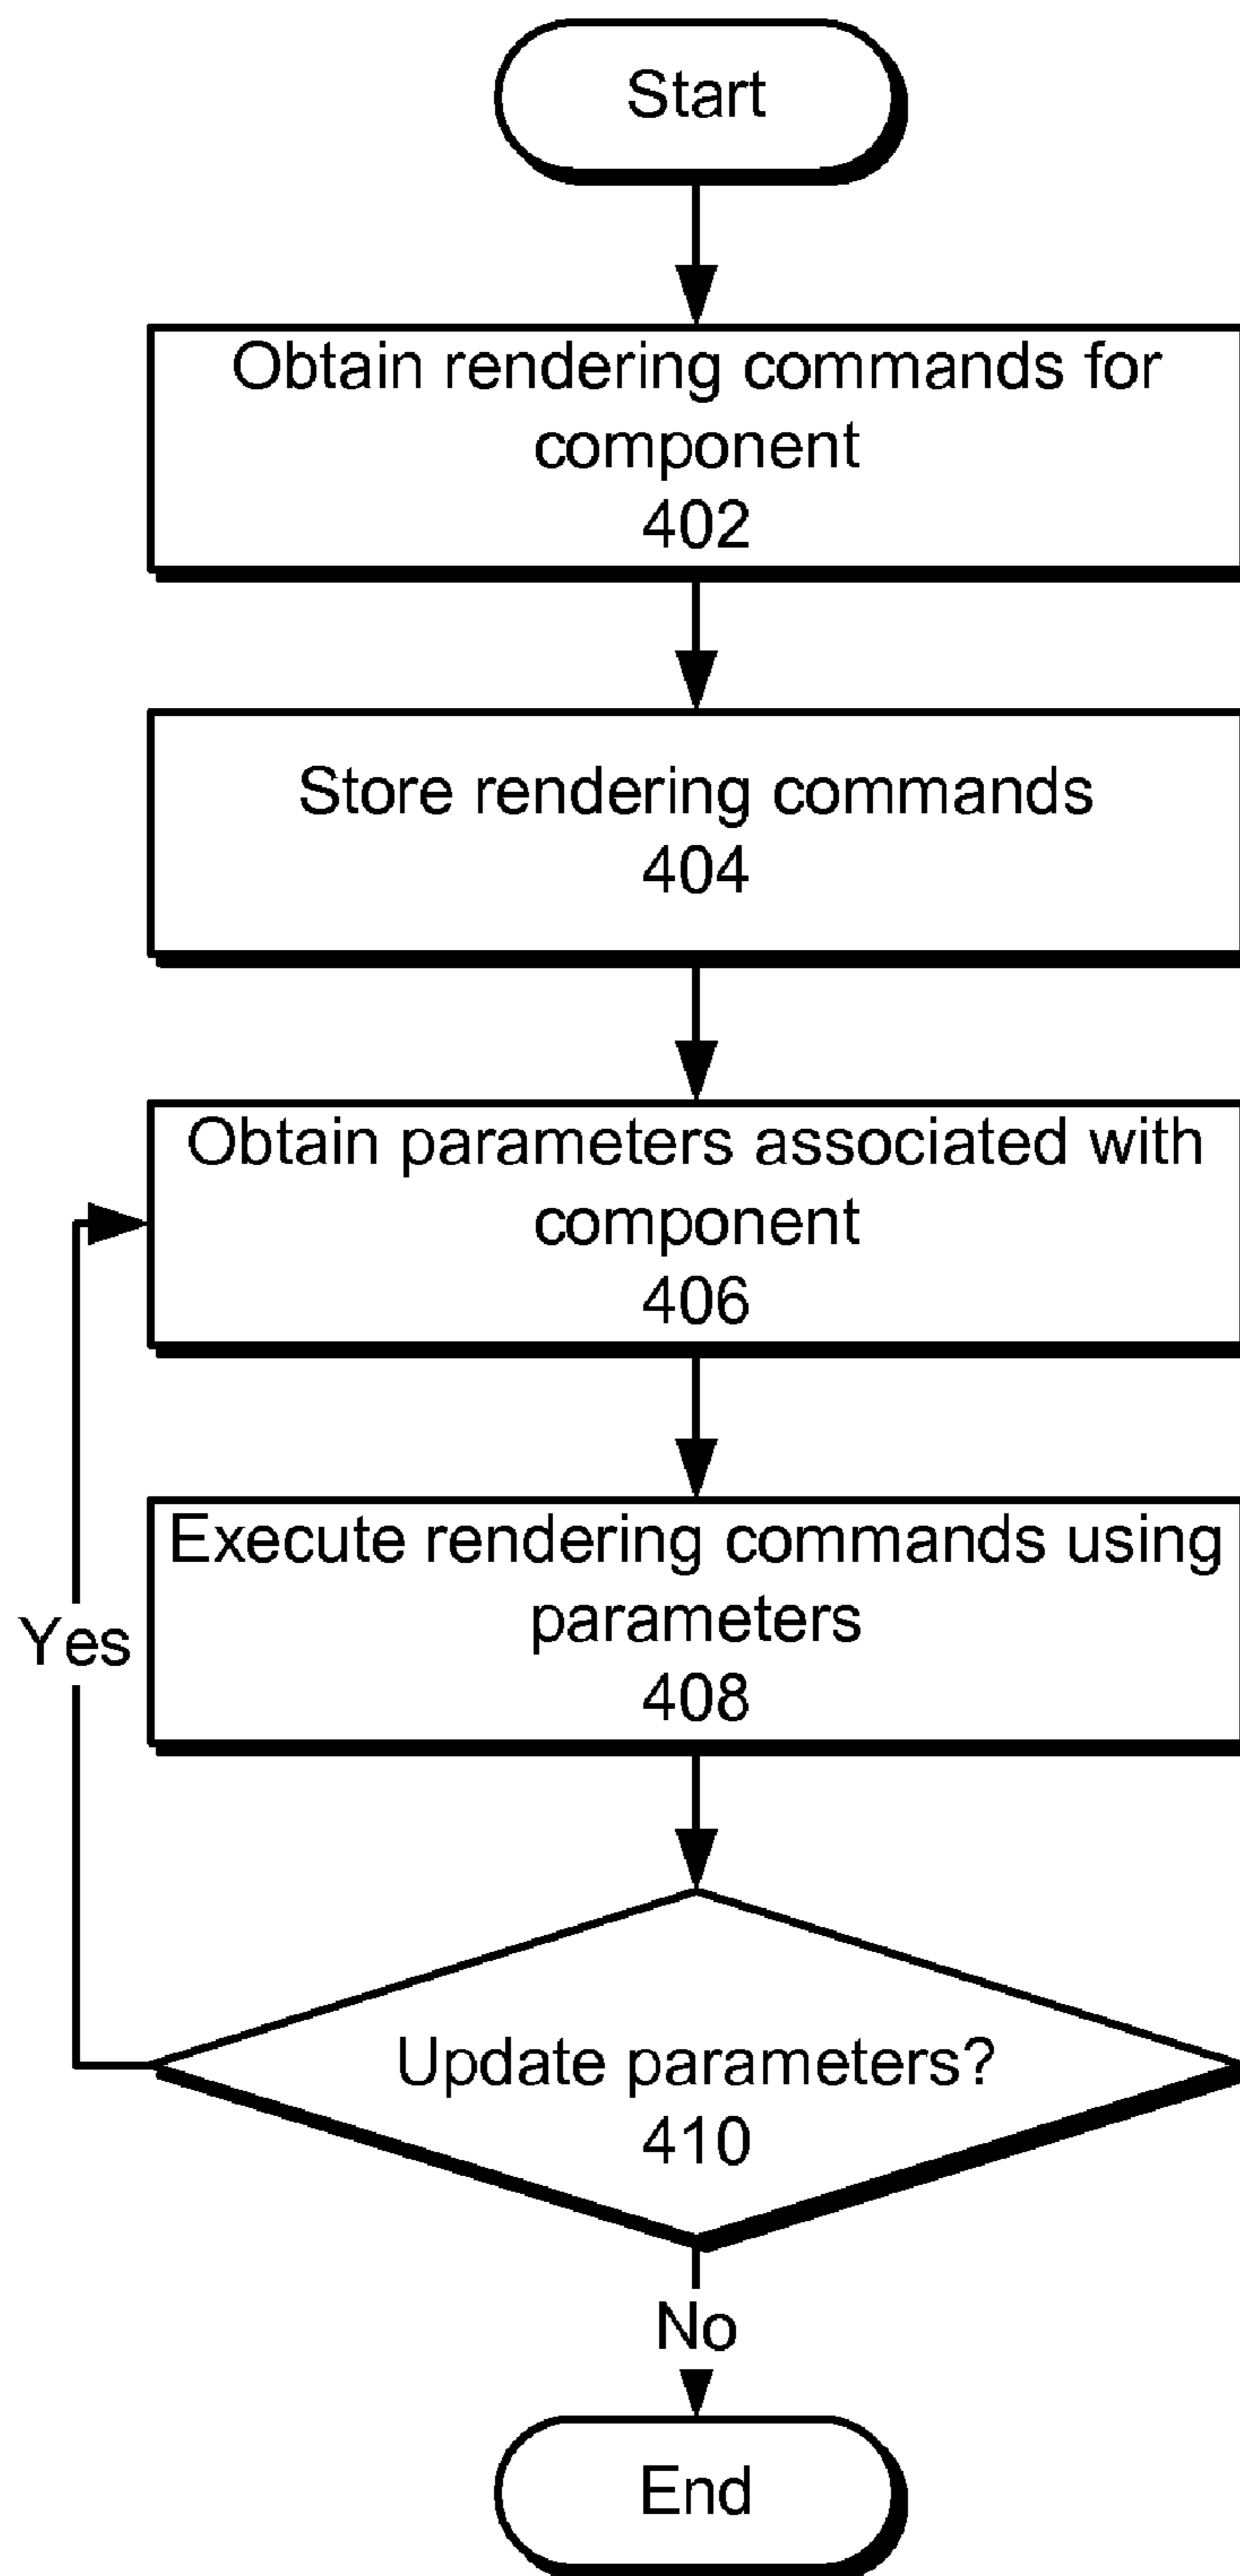 Start
Obtain rendering commands for
component
402
Store rendering commands
404
Obtain parameters associated with
component
406
Execute rendering commands using
parameters
408
Yes
Update parameters?
410
No
End